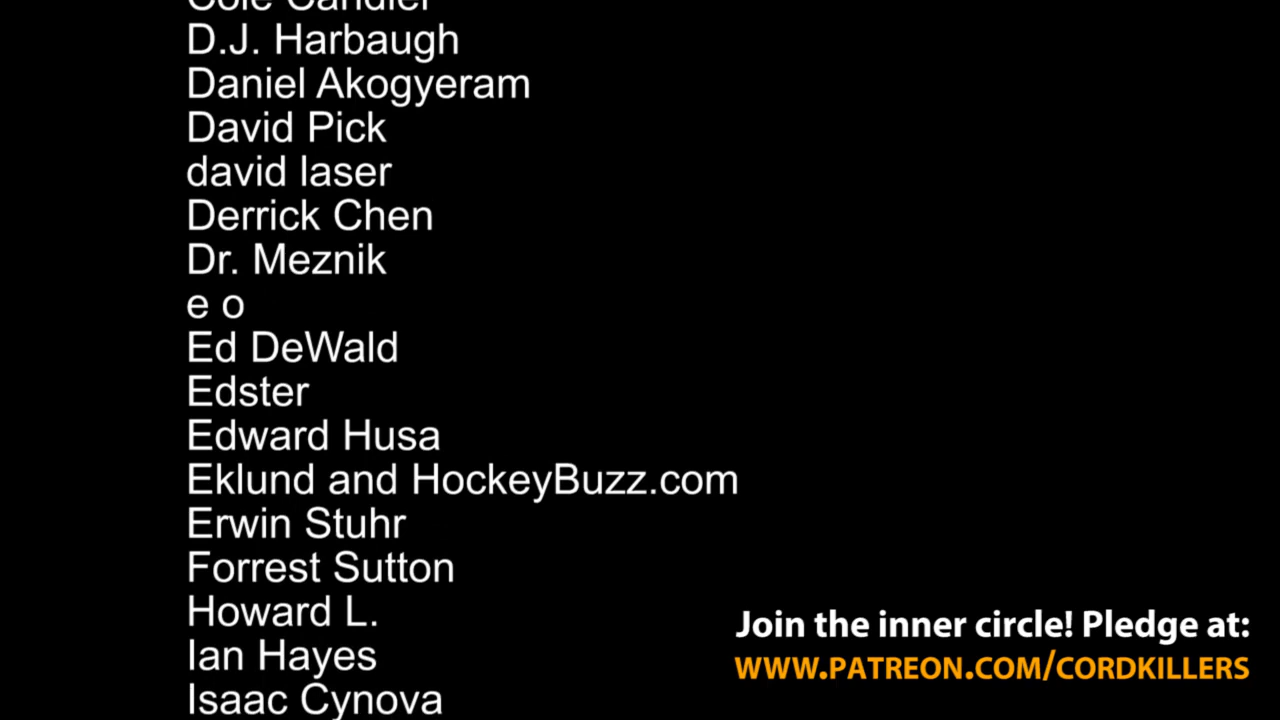 Cole Candler
D.J. Harbaugh
Daniel Akogyeram
David Pick
david laser
Derrick Chen
Dr. Meznik
e o
Ed DeWald
Edster
Edward Husa
Eklund and HockeyBuzz.com
Erwin Stuhr
Forrest Sutton
Howard L.
Ian Hayes
Isaac Cynova
Join the inner circle! Pledge at:
WWW.PATREON.COM/CORDKILLERS